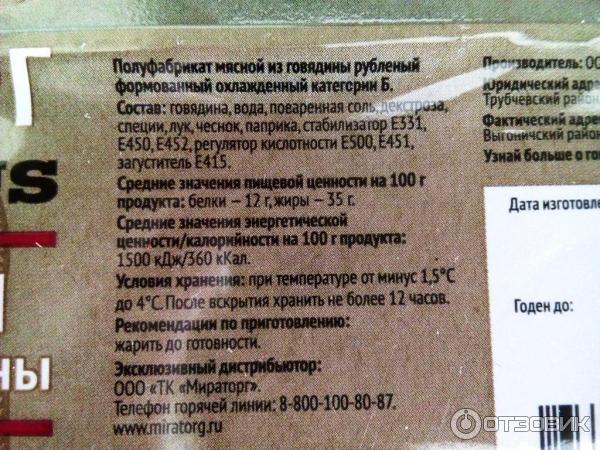 Г
US
НЫ
Полуфабрикат мясной из говядины рубленый
формованный охлажденный категории Б.
Состав: говядина, вода, поваренная соль, декстроза,
специи, лук, чеснок, паприка, стабилизатор Е331,
Е450, Е452, регулятор кислотности Е500, Е451,
загуститель Е415.
Средние значения пищевой ценности на 100 г
продукта: белки – 12 г, жиры – 35 г.
Средние значения энергетической
ценности/калорийности на 100 г продукта:
1500 кДж/360 кКал.
Условия хранения: при температуре от минус 1,5°С
до 4°С. После вскрытия хранить не более 12 часов.
Рекомендации по приготовлению:
жарить до готовности.
Эксклюзивный дистрибьютор:
ООО «ТК «Мираторг».
Телефон горячей линии: 8-800-100-80-87.
www.miratorg.ru
Производитель: ОО
Юридический адре
Трубчевский район
Фактический адрес
Выгоничский район
Узнай больше о го
Дата изготовле
Годен до:
ОТЗОВИК